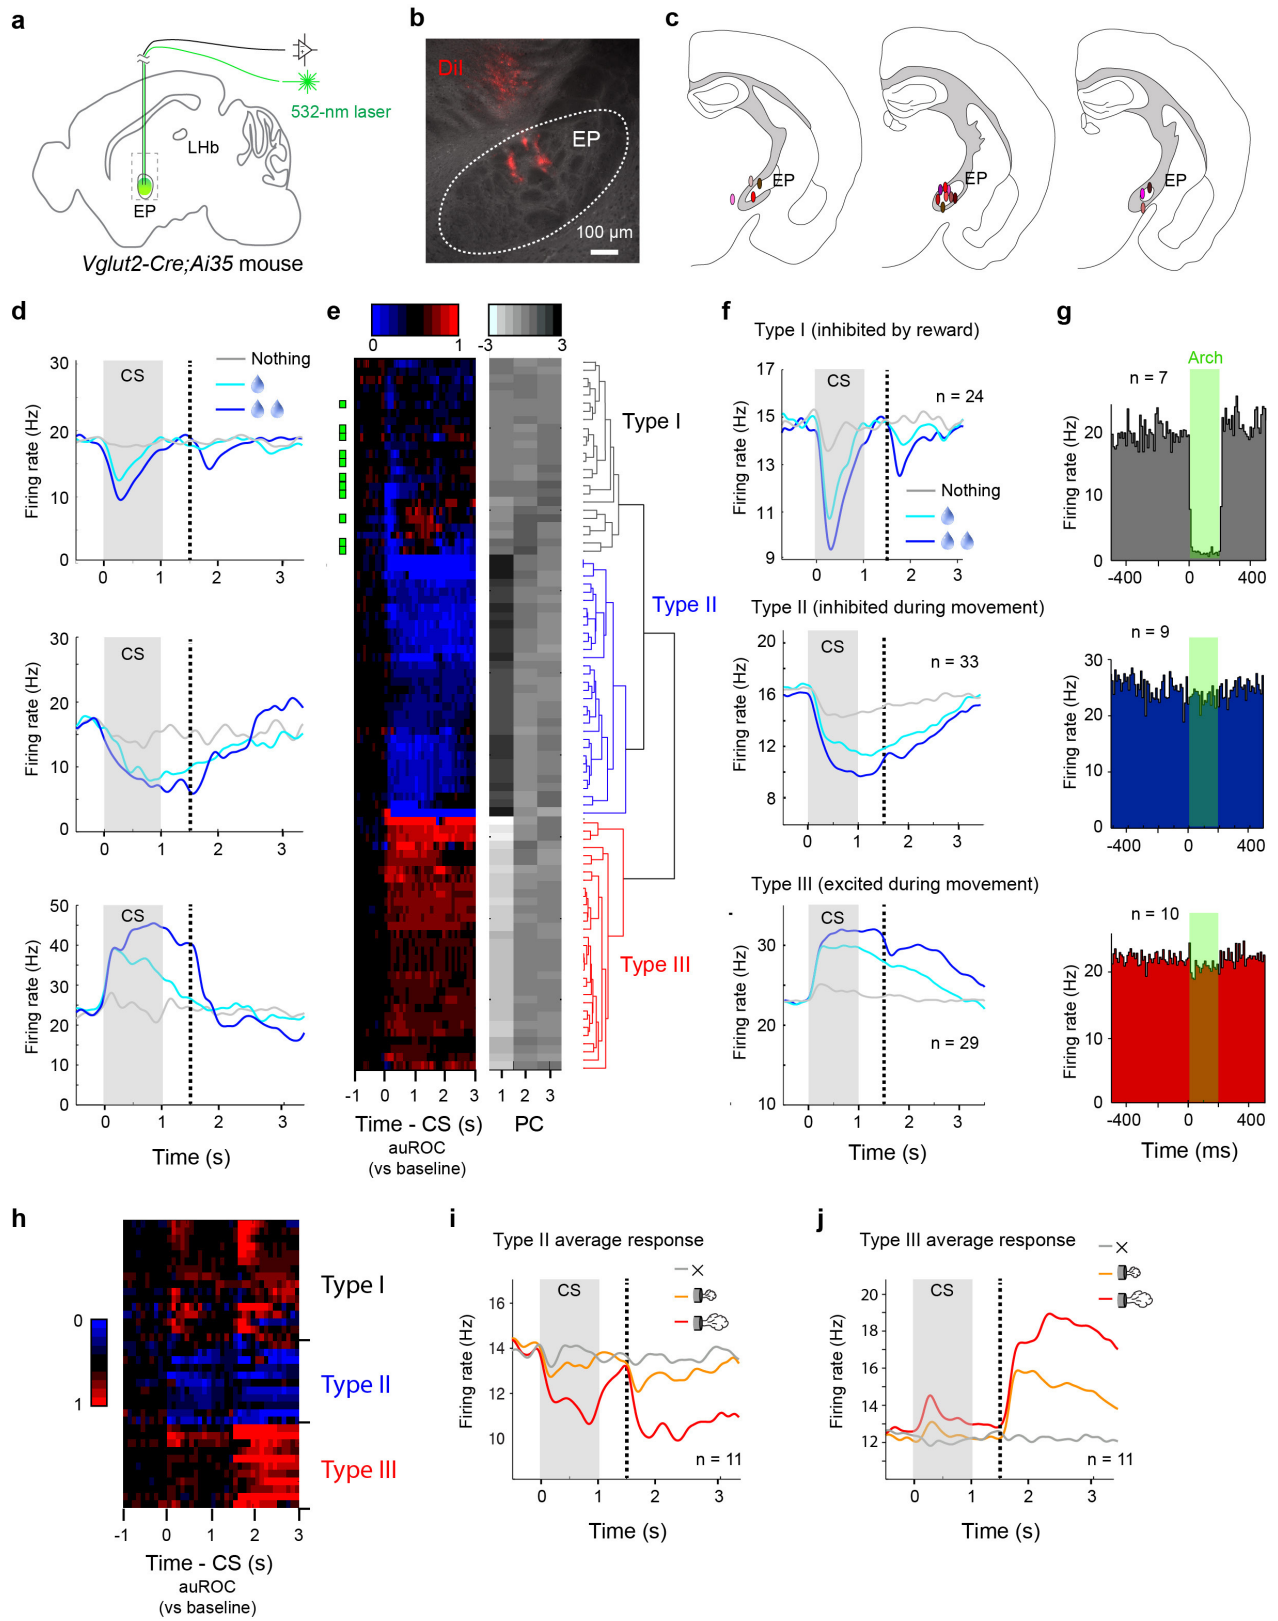 a
532-nm laser
LHb
EP
Vglut2-Cre;Ai35 mouse
b
DiI
EP
100 µm
c
EP
EP
EP
d
30
20
10
0
Firing rate (Hz)
CS
Nothing
0
1
2
3
30
20
10
0
Firing rate (Hz)
CS
0
1
2
3
50
40
30
20
10
0
Firing rate (Hz)
CS
0
1
2
3
Time (s)
e
0
1
-3
3
Type I
Type II
Type III
-1
0
1
2
3
1
2
3
Time - CS (s)
PC
auROC
(vs baseline)
f
Type I (inhibited by reward)
17
15
13
11
9
Firing rate (Hz)
CS
n = 24
Nothing
0
1
2
3
Type II (inhibited during movement)
20
16
12
8
Firing rate (Hz)
CS
n = 33
0
1
2
3
Type III (excited during movement)
30
20
10
Firing rate (Hz)
CS
n = 29
0
1
2
3
Time (s)
g
Arch
n = 7
20
10
0
Firing rate (Hz)
-400
0
400
n = 9
30
20
10
0
Firing rate (Hz)
-400
0
400
n = 10
20
10
0
Firing rate (Hz)
-400
0
400
Time (ms)
h
0
1
Type I
Type II
Type III
-1
0
1
2
3
Time - CS (s)
auROC
(vs baseline)
i
Type II average response
16
14
12
10
Firing rate (Hz)
CS
n = 11
0
1
2
3
Time (s)
j
Type III average response
20
18
16
14
12
Firing rate (Hz)
CS
n = 11
0
1
2
3
Time (s)